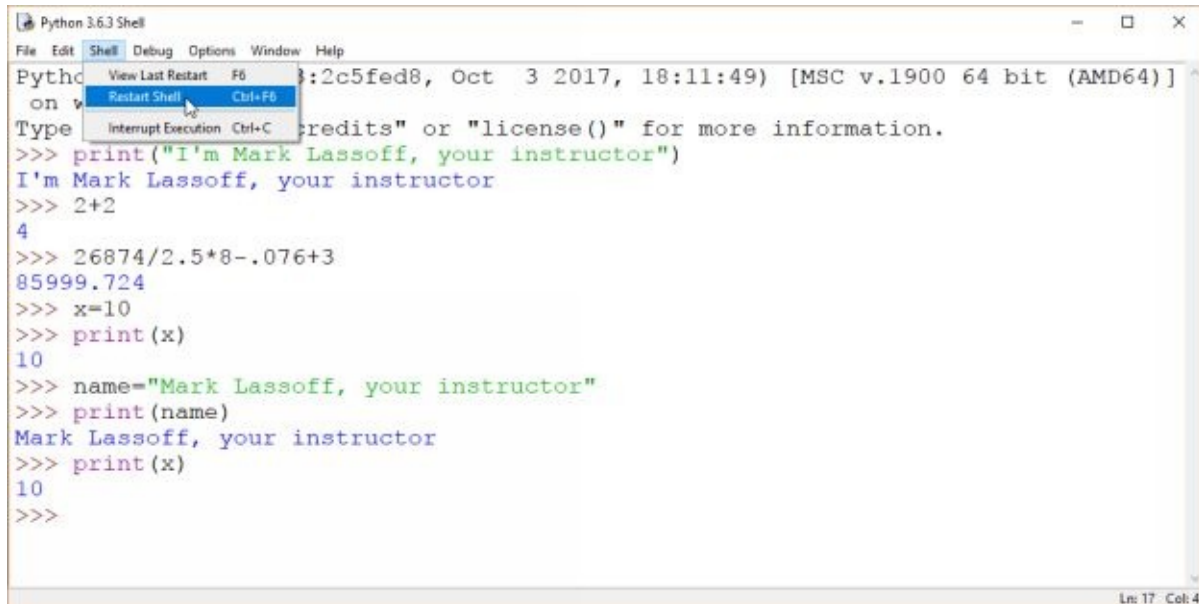 Python 3.6.3 Shell
File Edit Shell Debug Options Window Help
View Last Restart F6
Restart Shell Ctrl+F6
Interrupt Execution Ctrl+C
:2c5fed8, Oct 3 2017, 18:11:49) [MSC v.1900 64 bit (AMD64)]
on
Type redits" or "license()" for more information.
>>> print("I'm Mark Lassoff, your instructor")
I'm Mark Lassoff, your instructor
>>> 2+2
4
>>> 26874/2.5*8-.076+3
85999.724
>>> x=10
>>> print(x)
10
>>> name="Mark Lassoff, your instructor"
>>> print(name)
Mark Lassoff, your instructor
>>> print(x)
10
>>>
Ln: 17 Col: 4